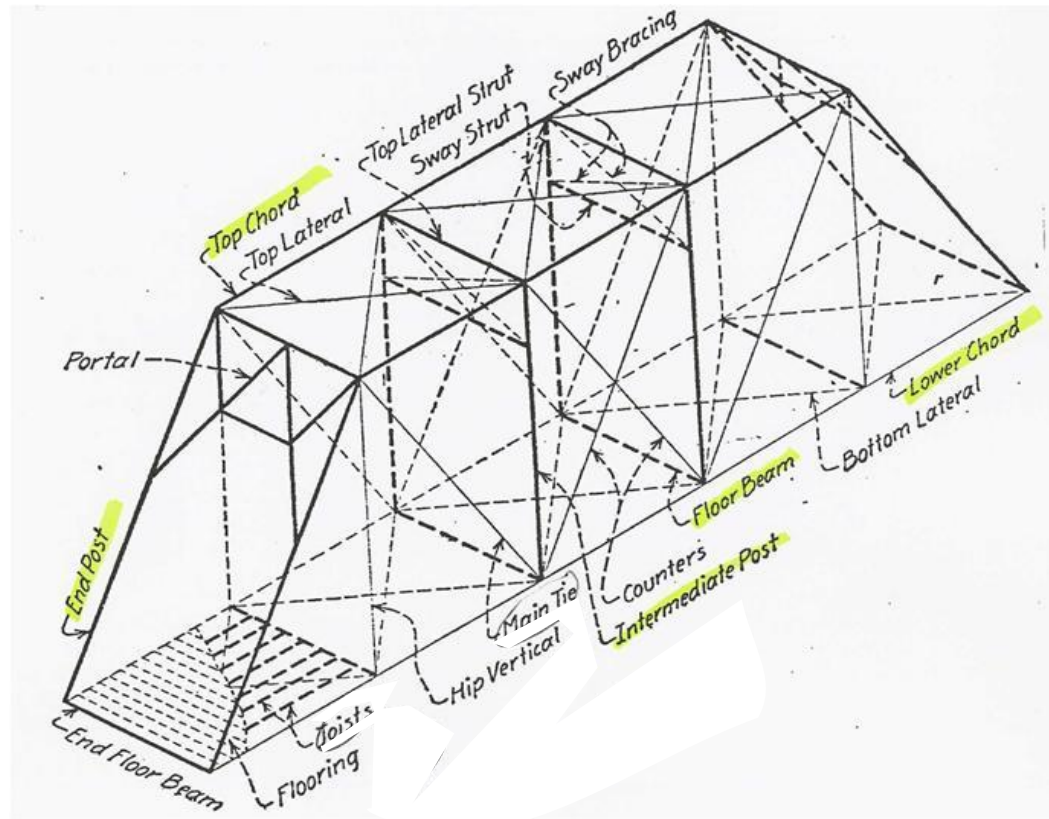 Sway Bracing
Top Lateral Strut
Sway Strut
Top Chord
Top Lateral
Portal
r
Lower Chord
Bottom Lateral
Floor Beam
End Post
Counters
Intermediate Post
Main Tie
Hip Vertical
Joists
Flooring
End Floor Beam